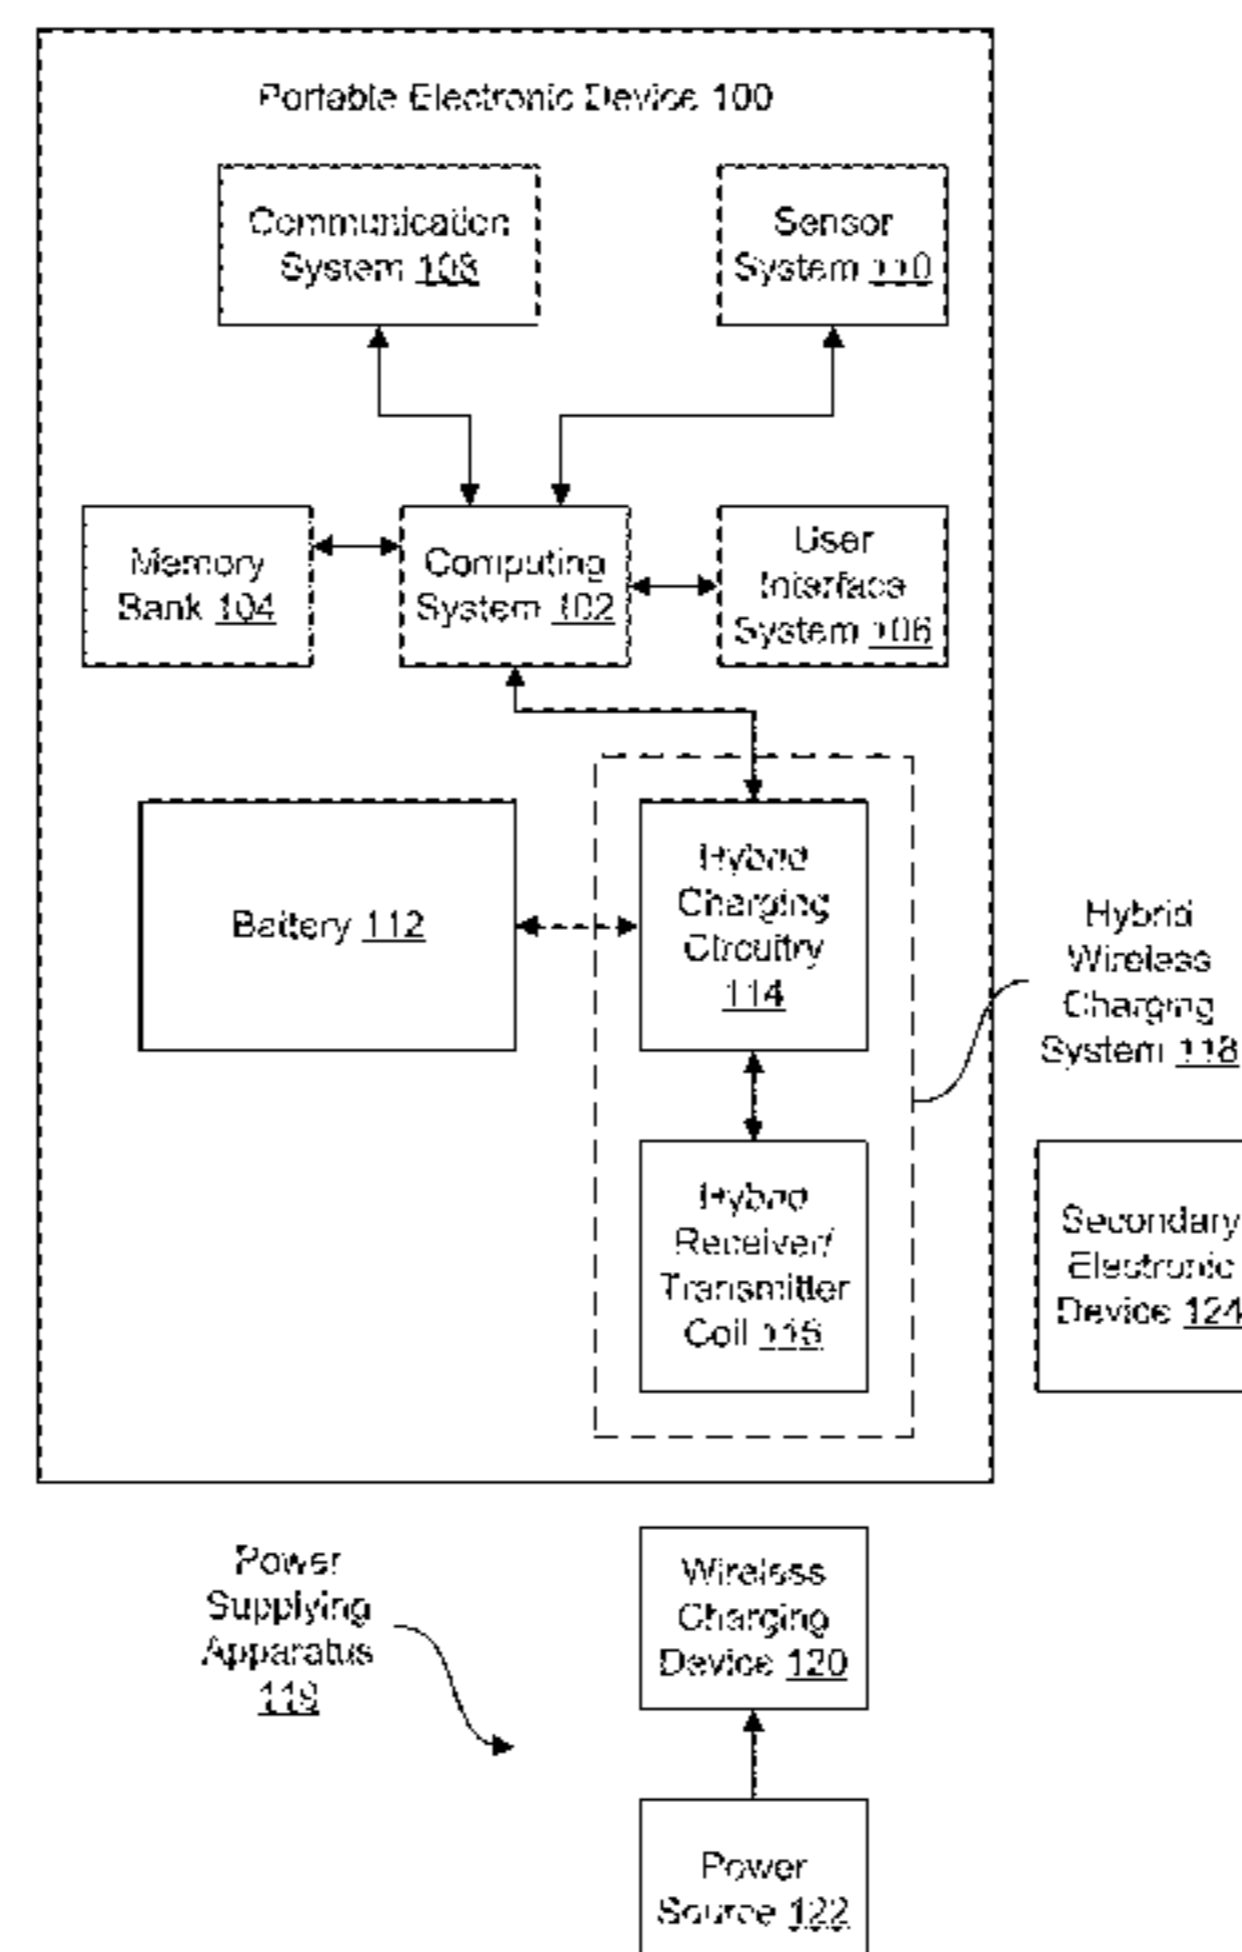 Portable Electronic Device 100
Communication
System 108
Sensor
System 110
Memory
Bank 104
Computing
System 102
User
Interface
System 106
Battery 112
Hybrid
Charging
Circuitry
114
Hybrid
Wireless
Charging
System 118
Hybrid
Receiver/
Transmitter
Coil 116
Secondary
Electronic
Device 124
Power
Supplying
Apparatus
119
Wireless
Charging
Device 120
Power
Source 122